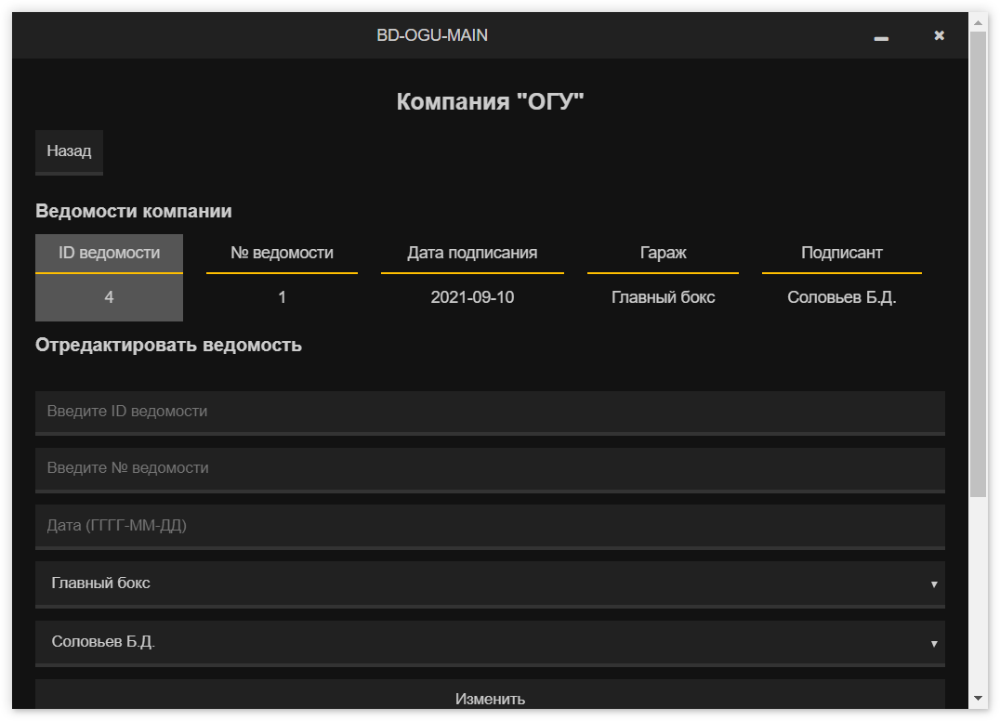 BD-OGU-MAIN
Компания "ОГУ"
Назад
Ведомости компании
ID ведомости № ведомости Дата подписания Гараж Подписант
4 1 2021-09-10 Главный бокс Соловьев Б.Д.
Отредактировать ведомость
Введите ID ведомости
Введите № ведомости
Дата (ГГГГ-ММ-ДД)
Главный бокс
Соловьев Б.Д.
Изменить